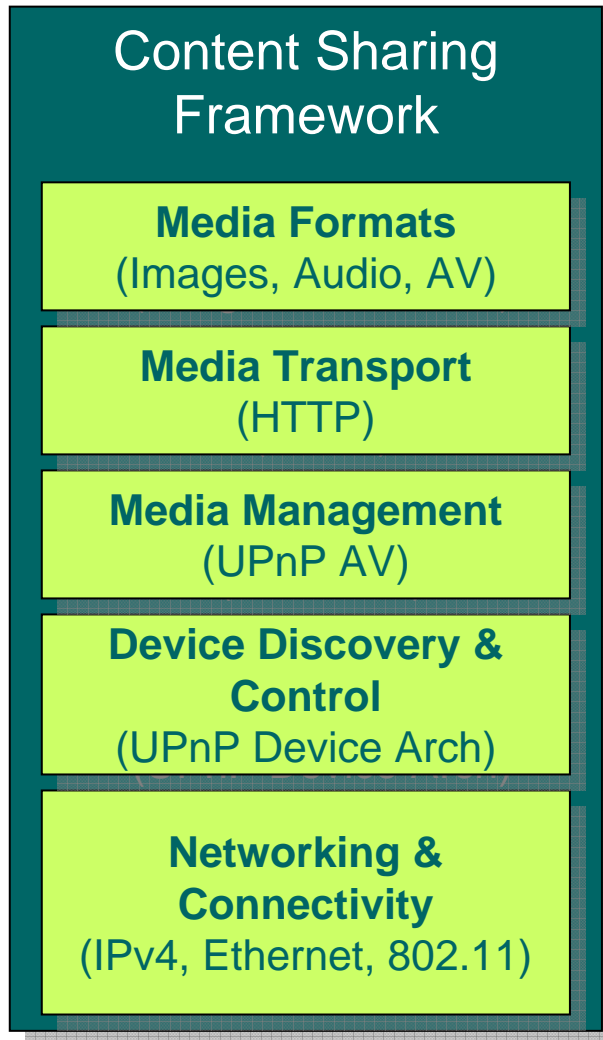 Content Sharing
Framework
Media Formats
(Images, Audio, AV)
Media Transport
(HTTP)
Media Management
(UPnP AV)
Device Discovery &
Control
(UPnP Device Arch)
Networking &
Connectivity
(IPv4, Ethernet, 802.11)